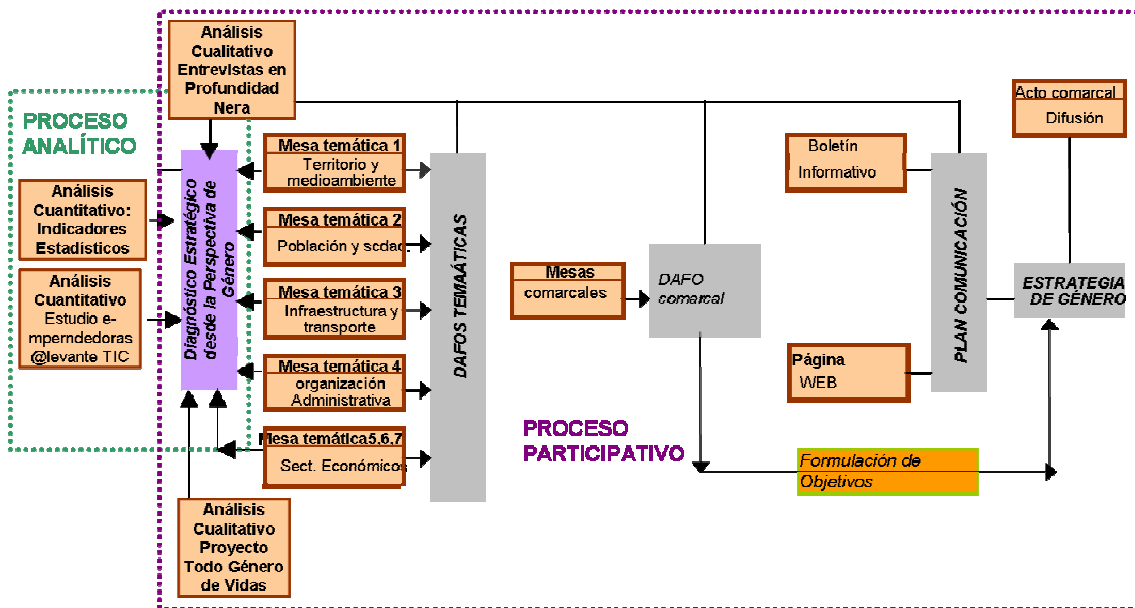 Análisis
Cualitativo
Entrevistas en
Profundidad
Nera
PROCESO
ANALÍTICO
Análisis
Cuantitativo:
Indicadores
Estadísticos
Análisis
Cuantitativo
Estudio e-
mperndedoras
@levante TIC
Diagnóstico Estratégico
desde la Perspectiva de
Género
Análisis
Cualitativo
Proyecto
Todo Género
de Vidas
Mesa temática 1
Territorio y
medioambiente
Mesa temática 2
Población y scdad.
Mesa temática 3
Infraestructura y
transporte
Mesa temática 4
organización
Administrativa
Mesa temática5,6,7
Sect. Económicos
DAFOS TEMAÁTICAS
Mesas
comarcales
DAFO
comarcal
PROCESO
PARTICIPATIVO
Boletín
Informativo
Página
WEB
PLAN COMUNICACIÓN
Formulación de
Objetivos
Acto comarcal
Difusión
ESTRATEGIA
DE GÉNERO